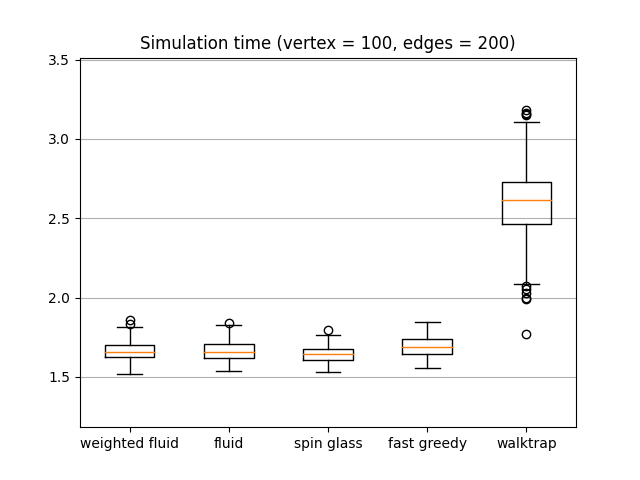 Simulation time (vertex = 100, edges = 200)
3.5
3.0
2.5
2.0
1.5
weighted fluid fluid spin glass fast greedy walktrap